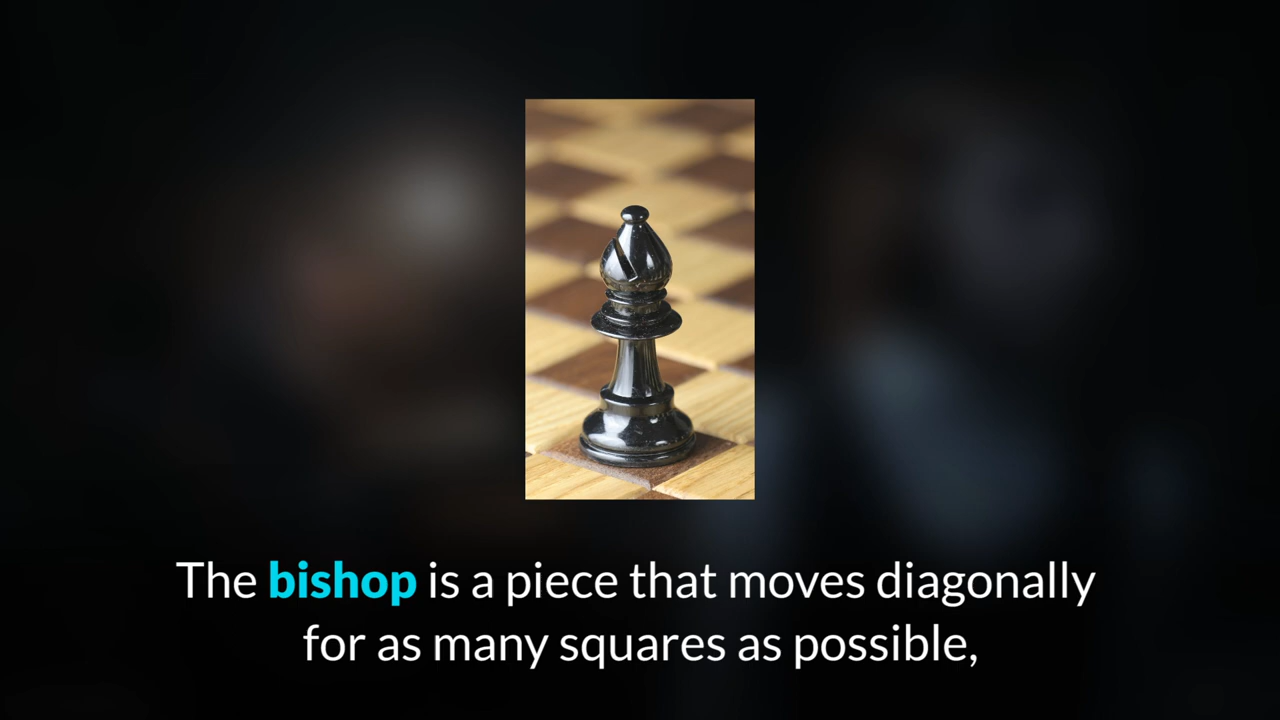 The bishop is a piece that moves diagonally
for as many squares as possible,